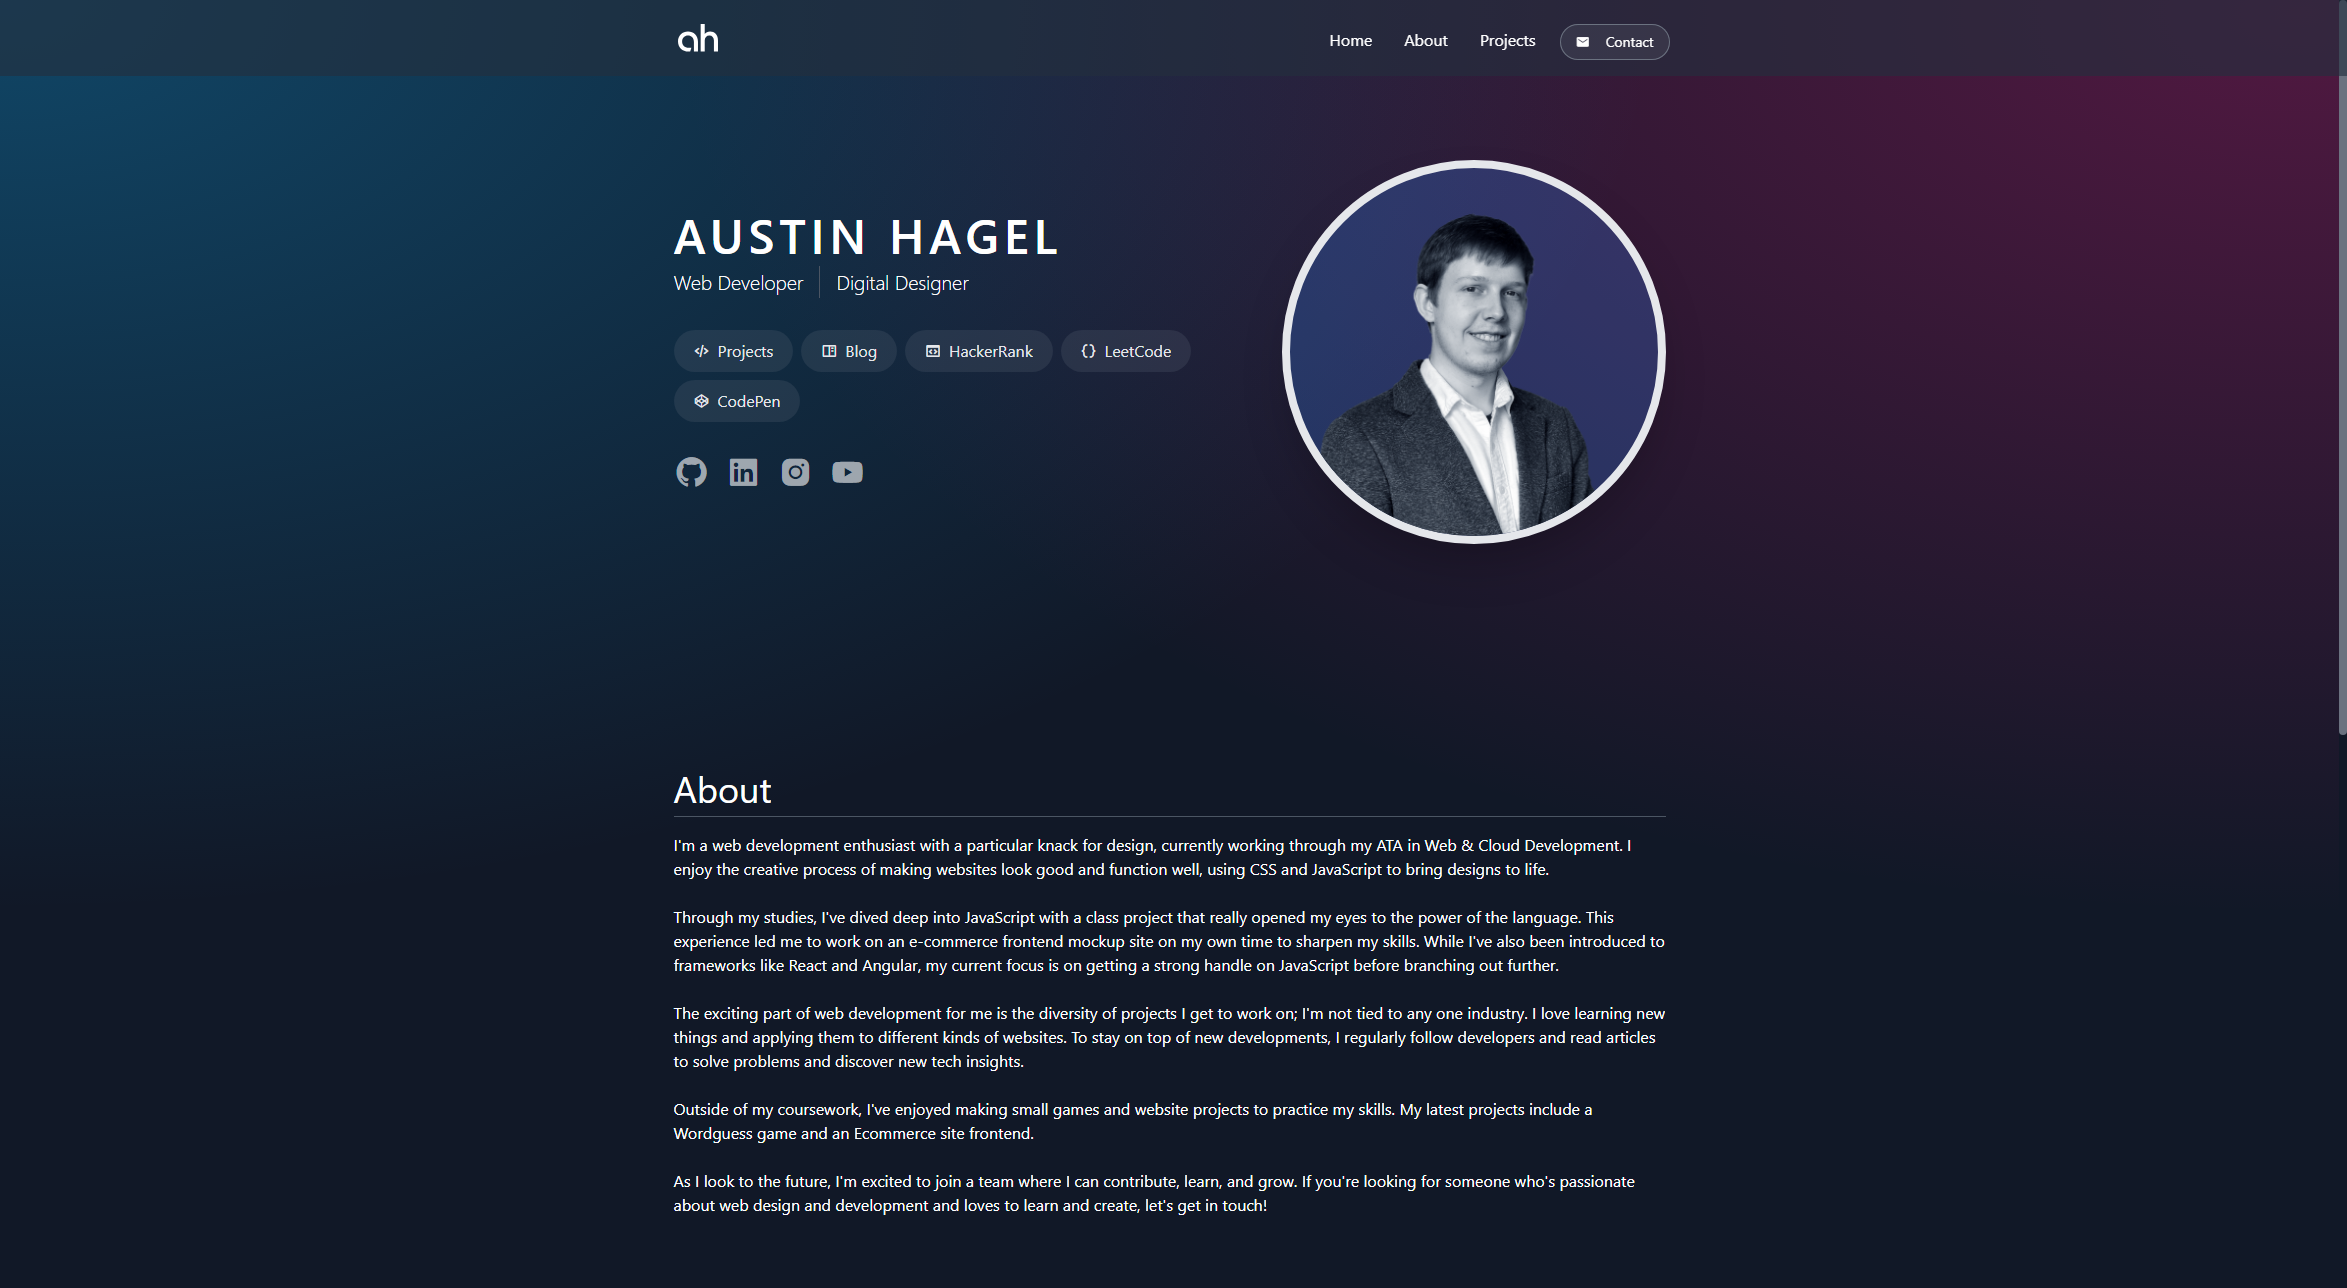 ah
Home About Projects Contact
AUSTIN HAGEL
Web Developer Digital Designer
Projects Blog HackerRank LeetCode
CodePen
in
About
I'm a web development enthusiast with a particular knack for design, currently working through my ATA in Web & Cloud Development. I
enjoy the creative process of making websites look good and function well, using CSS and JavaScript to bring designs to life.
Through my studies, I've dived deep into JavaScript with a class project that really opened my eyes to the power of the language. This
experience led me to work on an e-commerce frontend mockup site on my own time to sharpen my skills. While I've also been introduced to
frameworks like React and Angular, my current focus is on getting a strong handle on JavaScript before branching out further.
The exciting part of web development for me is the diversity of projects I get to work on; I'm not tied to any one industry. I love learning new
things and applying them to different kinds of websites. To stay on top of new developments, I regularly follow developers and read articles
to solve problems and discover new tech insights.
Outside of my coursework, I've enjoyed making small games and website projects to practice my skills. My latest projects include a
Wordguess game and an Ecommerce site frontend.
As I look to the future, I'm excited to join a team where I can contribute, learn, and grow. If you're looking for someone who's passionate
about web design and development and loves to learn and create, let's get in touch!